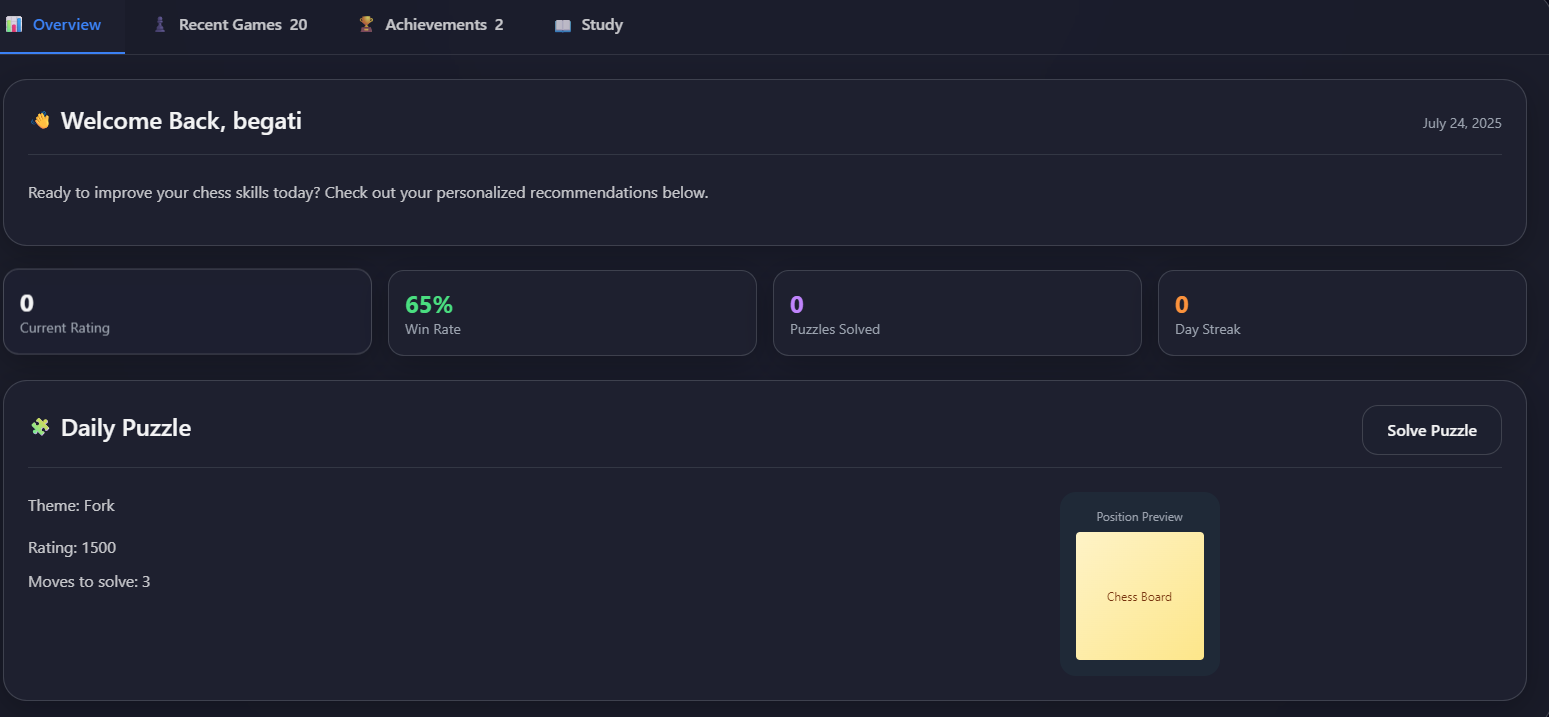 Overview Recent Games 20 Achievements 2 Study
Welcome Back, begati
July 24, 2025
Ready to improve your chess skills today? Check out your personalized recommendations below.
0
Current Rating
65%
Win Rate
0
Puzzles Solved
0
Day Streak
Daily Puzzle
Solve Puzzle
Theme: Fork
Rating: 1500
Moves to solve: 3
Position Preview
Chess Board